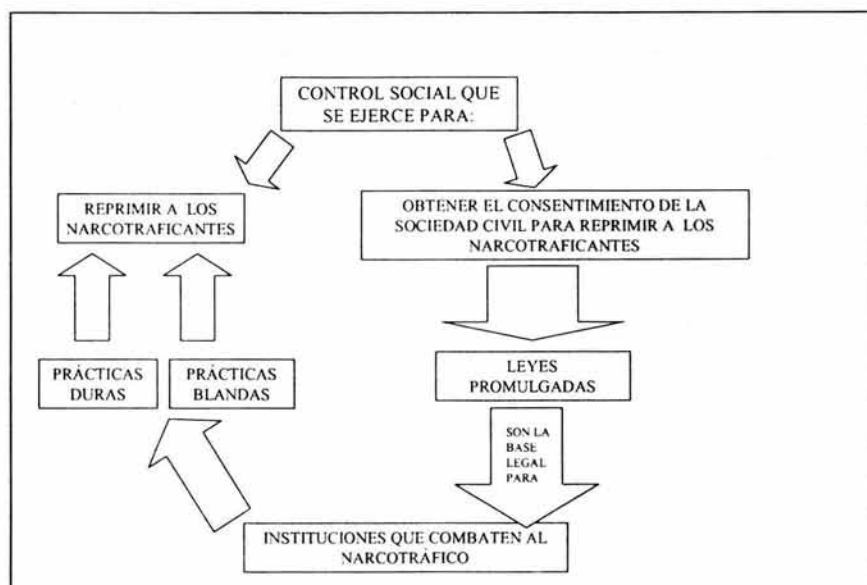 CONTROL SOCIAL QUE
SE EJERCE PARA:
REPRIMIR A LOS
NARCOTRAFICANTES
OBTENER EL CONSENTIMIENTO DE LA
SOCIEDAD CIVIL PARA REPRIMIR A LOS
NARCOTRAFICANTES
PRÁCTICAS
DURAS
PRÁCTICAS
BLANDAS
LEYES
PROMULGADAS
SON LA
BASE
LEGAL
PARA
INSTITUCIONES QUE COMBATEN AL
NARCOTRÁFICO